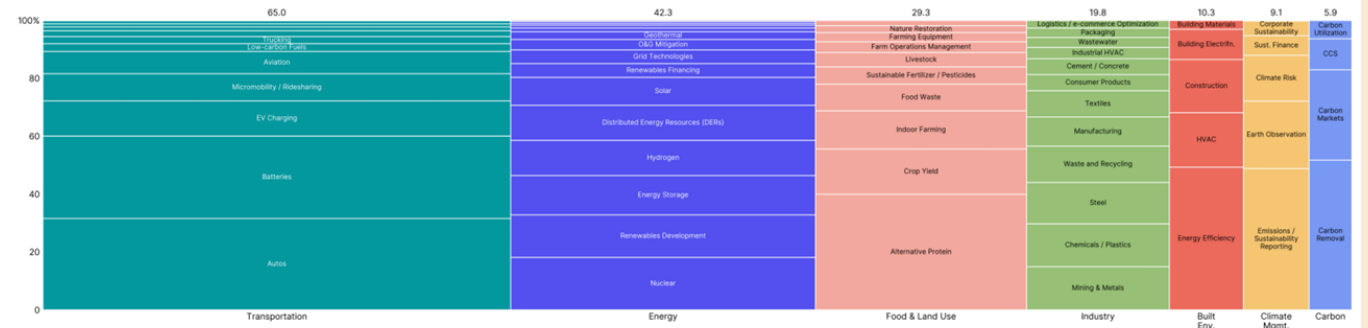 65.0
42.3
29.3
19.8
10.3
9.1
5.9
100%
80
60
40
20
0
Trucking
Low-carbon Fuels
Aviation
Micromobility / Ridesharing
EV Charging
Batteries
Autos
Geothermal
O&G Mitigation
Grid Technologies
Renewables Financing
Solar
Distributed Energy Resources (DERs)
Hydrogen
Energy Storage
Renewables Development
Nuclear
Nature Restoration
Farming Equipment
Farm Operations Management
Livestock
Sustainable Fertilizer / Pesticides
Food Waste
Indoor Farming
Crop Yield
Alternative Protein
Logistics / e-commerce Optimization
Packaging
Wastewater
Industrial HVAC
Cement / Concrete
Consumer Products
Textiles
Manufacturing
Waste and Recycling
Steel
Chemicals / Plastics
Mining & Metals
Building Materials
Building Electrifn.
Construction
HVAC
Energy Efficiency
Corporate
Sustainability
Sust. Finance
Climate Risk
Earth Observation
Emissions /
Sustainability
Reporting
Carbon
Utilization
CCS
Carbon
Markets
Carbon
Removal
Transportation
Energy
Food & Land Use
Industry
Built
Env.
Climate
Mgmt.
Carbon